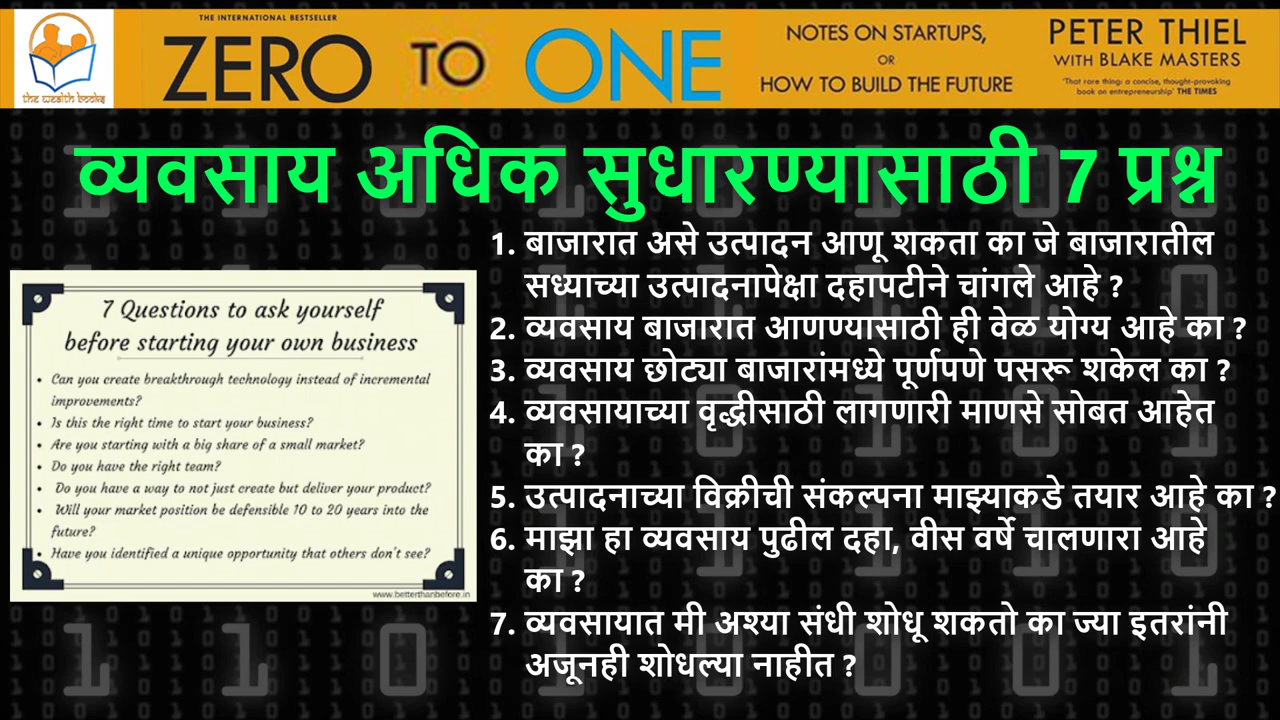 THE INTERNATIONAL BESTSELLER
ZERO TO ONE
NOTES ON STARTUPS,
OR
HOW TO BUILD THE FUTURE
PETER THIEL
WITH BLAKE MASTERS
'That rare thing: a concise, thought-provoking
book on entrepreneurship' THE TIMES
the wealth books
व्यवसाय अधिक सुधारण्यासाठी 7 प्रश्न
7 Questions to ask yourself
before starting your own business
• Can you create breakthrough technology instead of incremental
improvements?
• Is this the right time to start your business?
• Are you starting with a big share of a small market?
• Do you have the right team?
• Do you have a way to not just create but deliver your product?
• Will your market position be defensible 10 to 20 years into the
future?
• Have you identified a unique opportunity that others don't see?
www.betterthanbefore.in
1. बाजारात असे उत्पादन आणू शकता का जे बाजारातील
सध्याच्या उत्पादनापेक्षा दहापटीने चांगले आहे ?
2. व्यवसाय बाजारात आणण्यासाठी ही वेळ योग्य आहे का ?
3. व्यवसाय छोट्या बाजारांमध्ये पूर्णपणे पसरू शकेल का ?
4. व्यवसायाच्या वृद्धीसाठी लागणारी माणसे सोबत आहेत
का ?
5. उत्पादनाच्या विक्रीची संकल्पना माझ्याकडे तयार आहे का ?
6. माझा हा व्यवसाय पुढील दहा, वीस वर्षे चालणारा आहे
का ?
7. व्यवसायात मी अश्या संधी शोधू शकतो का ज्या इतरांनी
अजूनही शोधल्या नाहीत ?